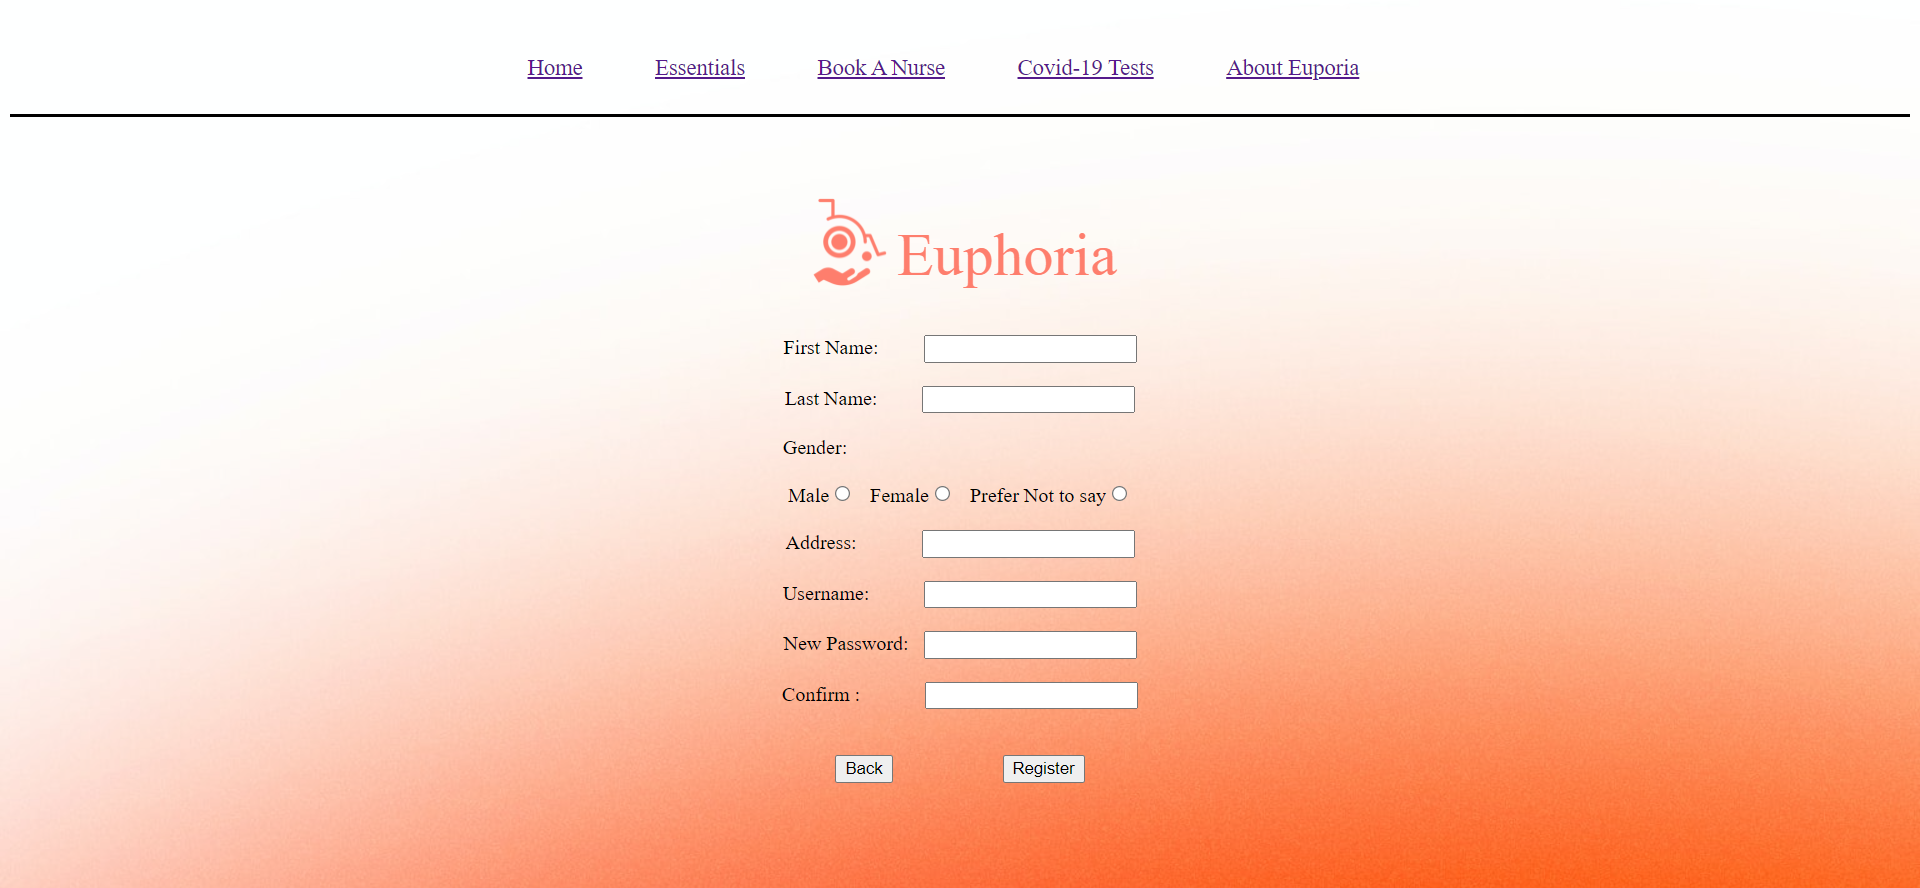 Home Essentials Book A Nurse Covid-19 Tests About Euporia
Euphoria
First Name:
Last Name:
Gender:
Male Female Prefer Not to say
Address:
Username:
New Password:
Confirm :
Back Register